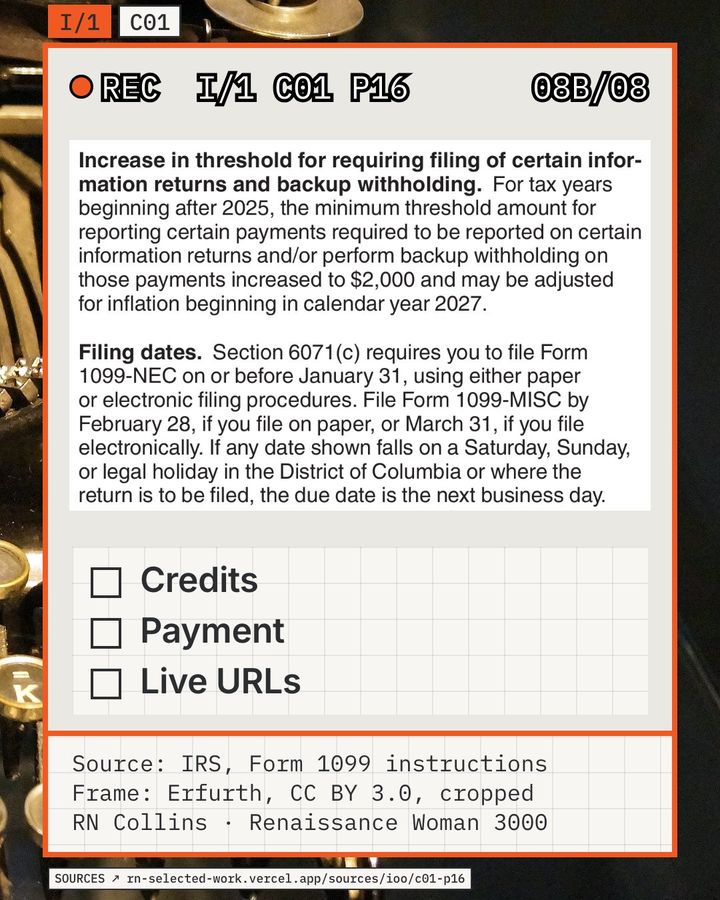 I/1 C01
REC I/1 C01 P16 08B/08
Increase in threshold for requiring filing of certain infor-
mation returns and backup withholding. For tax years
beginning after 2025, the minimum threshold amount for
reporting certain payments required to be reported on certain
information returns and/or perform backup withholding on
those payments increased to $2,000 and may be adjusted
for inflation beginning in calendar year 2027.
Filing dates. Section 6071(c) requires you to file Form
1099-NEC on or before January 31, using either paper
or electronic filing procedures. File Form 1099-MISC by
February 28, if you file on paper, or March 31, if you file
electronically. If any date shown falls on a Saturday, Sunday,
or legal holiday in the District of Columbia or where the
return is to be filed, the due date is the next business day.
Credits
Payment
Live URLs
K
Source: IRS, Form 1099 instructions
Frame: Erfurth, CC BY 3.0, cropped
RN Collins · Renaissance Woman 3000
SOURCES ↗ rn-selected-work.vercel.app/sources/ioo/c01-p16